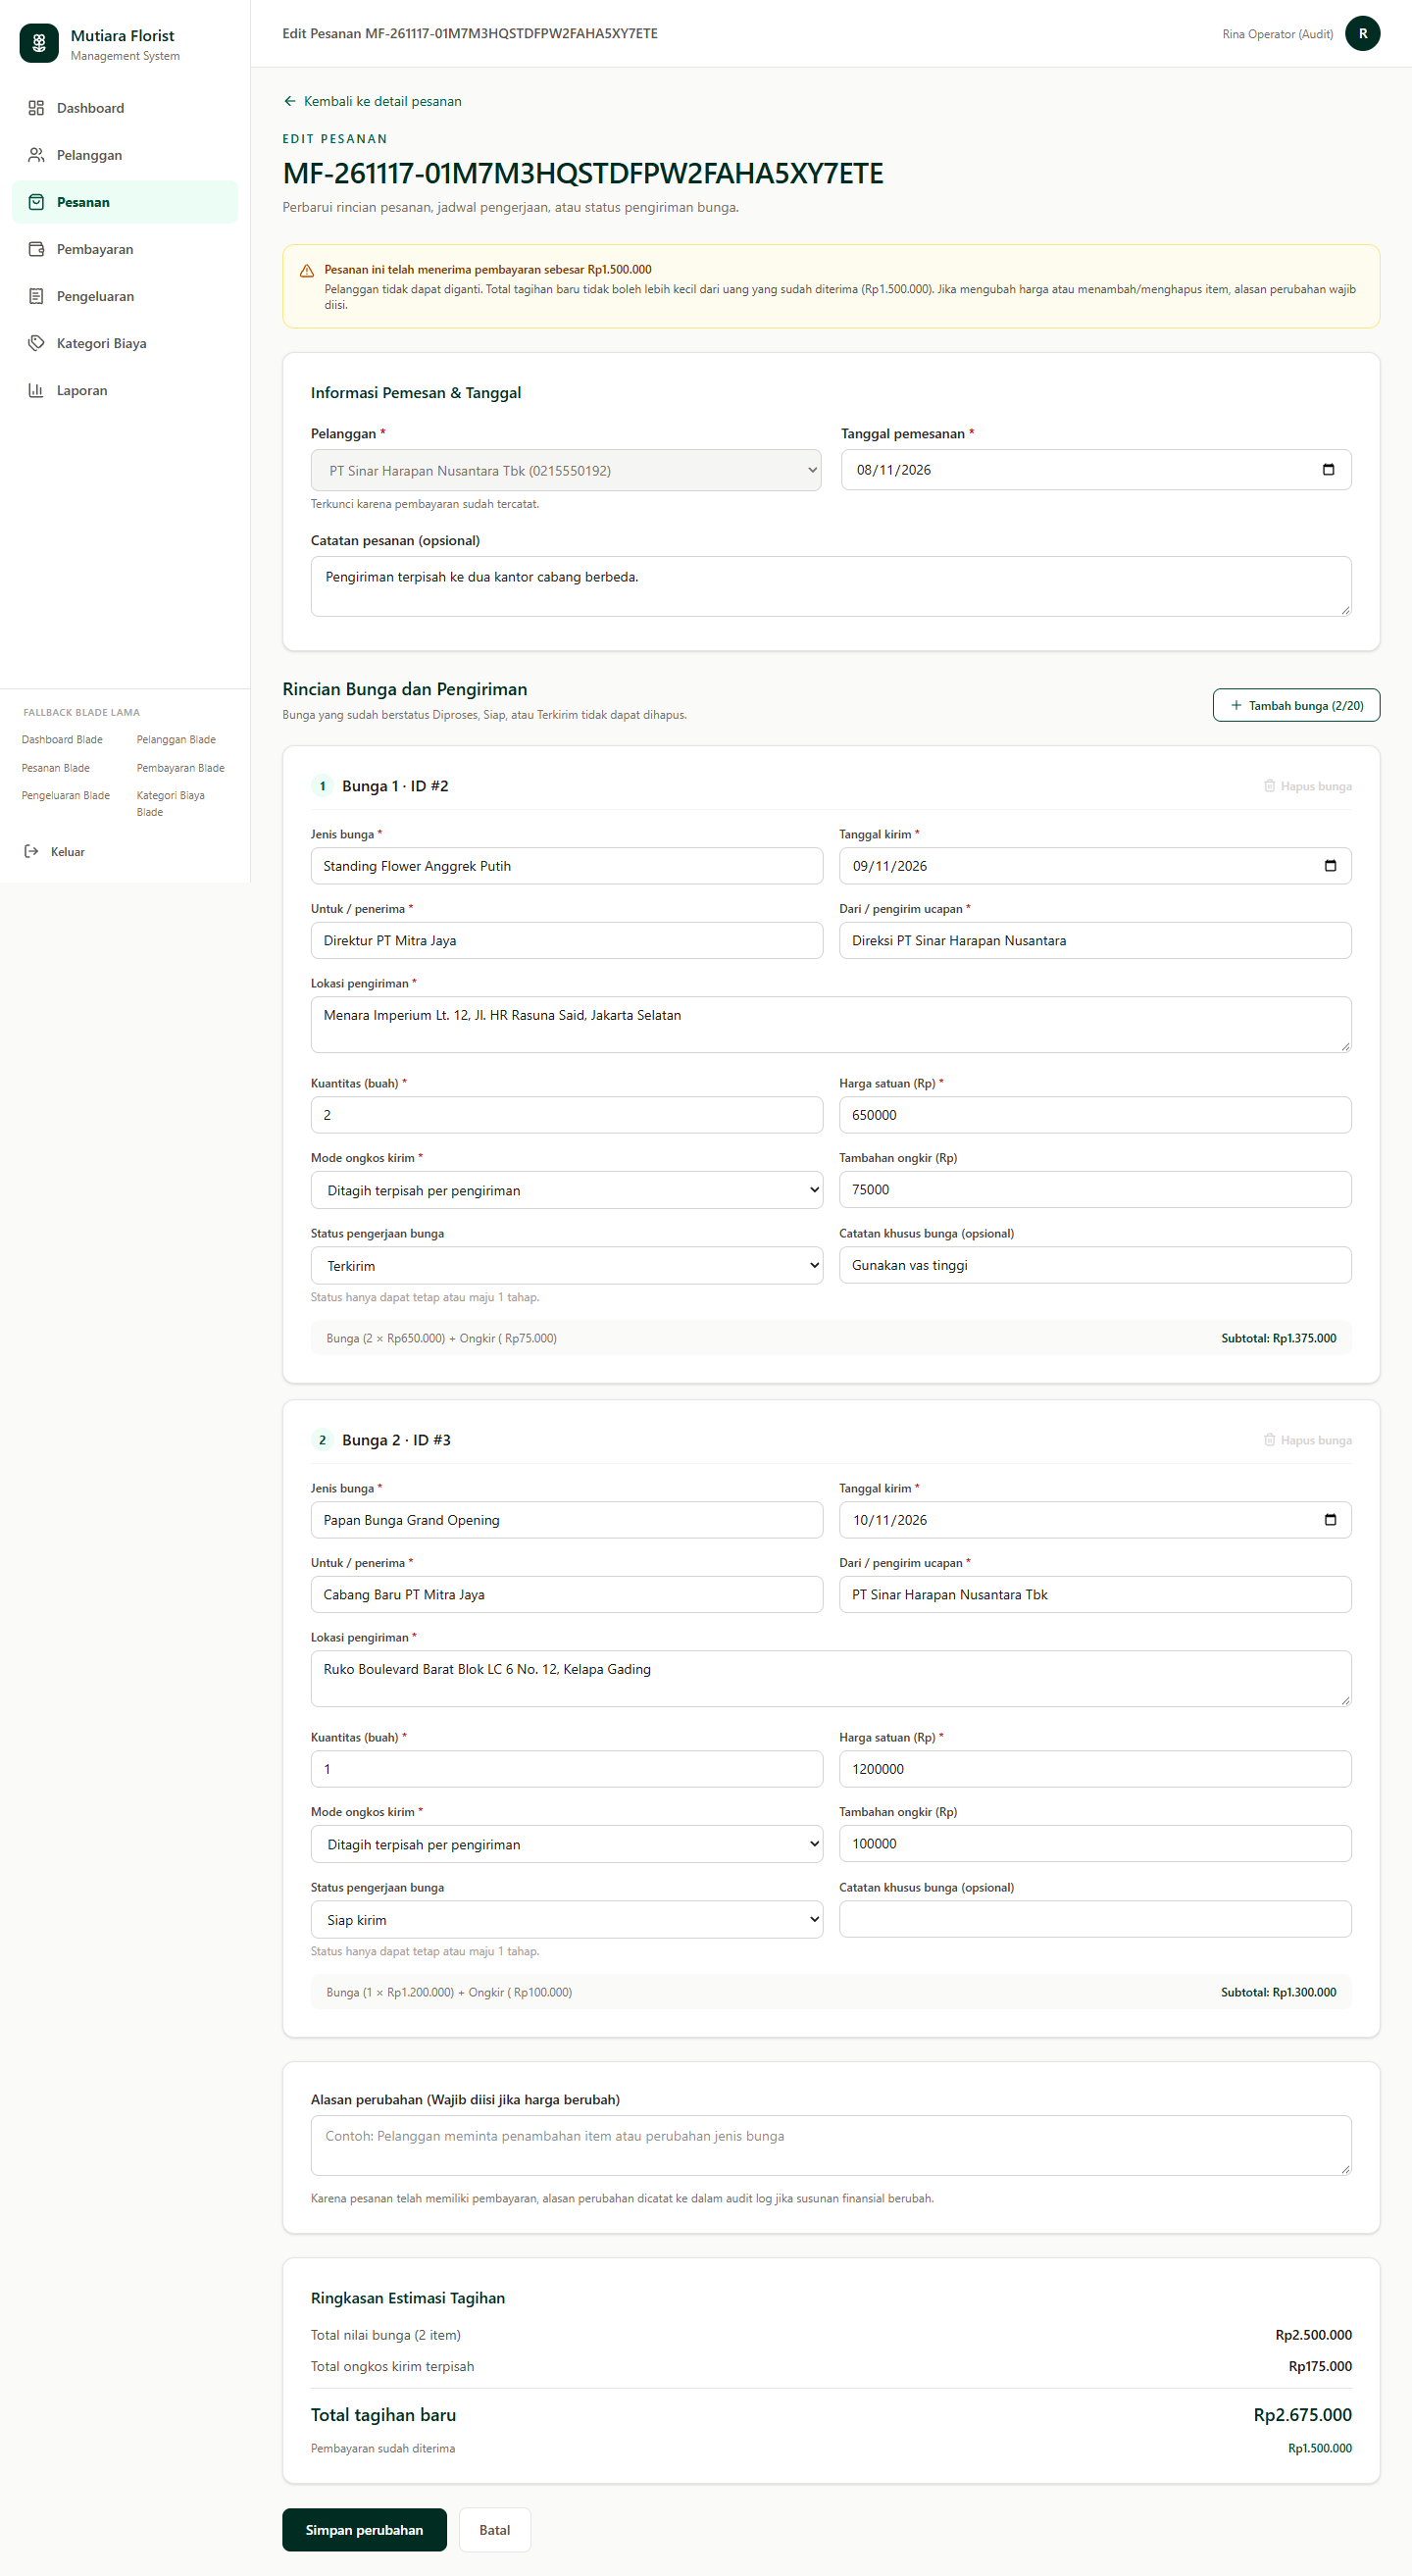 Mutiara Florist
Management System
Dashboard
Pelanggan
Pesanan
Pembayaran
Pengeluaran
Kategori Biaya
Laporan
FALLBACK BLADE LAMA
Dashboard Blade
Pelanggan Blade
Pesanan Blade
Pembayaran Blade
Pengeluaran Blade
Kategori Biaya
Blade
Keluar
Edit Pesanan MF-261117-01M7M3HQSTDFPW2FAHA5XY7ETE
Rina Operator (Audit)
R
Kembali ke detail pesanan
EDIT PESANAN
MF-261117-01M7M3HQSTDFPW2FAHA5XY7ETE
Perbarui rincian pesanan, jadwal pengerjaan, atau status pengiriman bunga.
Pesanan ini telah menerima pembayaran sebesar Rp1.500.000
Pelanggan tidak dapat diganti. Total tagihan baru tidak boleh lebih kecil dari uang yang sudah diterima (Rp1.500.000). Jika mengubah harga atau menambah/menghapus item, alasan perubahan wajib
diisi.
Informasi Pemesan & Tanggal
Pelanggan *
Tanggal pemesanan *
PT Sinar Harapan Nusantara Tbk (0215550192)
08/11/2026
Terkunci karena pembayaran sudah tercatat.
Catatan pesanan (opsional)
Pengiriman terpisah ke dua kantor cabang berbeda.
Rincian Bunga dan Pengiriman
Bunga yang sudah berstatus Diproses, Siap, atau Terkirim tidak dapat dihapus.
Tambah bunga (2/20)
1
Bunga 1 · ID #2
Hapus bunga
Jenis bunga *
Tanggal kirim *
Standing Flower Anggrek Putih
09/11/2026
Untuk / penerima *
Dari / pengirim ucapan *
Direktur PT Mitra Jaya
Direksi PT Sinar Harapan Nusantara
Lokasi pengiriman *
Menara Imperium Lt. 12, Jl. HR Rasuna Said, Jakarta Selatan
Kuantitas (buah) *
Harga satuan (Rp) *
2
650000
Mode ongkos kirim *
Tambahan ongkir (Rp)
Ditagih terpisah per pengiriman
75000
Status pengerjaan bunga
Catatan khusus bunga (opsional)
Terkirim
Gunakan vas tinggi
Status hanya dapat tetap atau maju 1 tahap.
Bunga (2 × Rp650.000) + Ongkir ( Rp75.000)
Subtotal: Rp1.375.000
2
Bunga 2 · ID #3
Hapus bunga
Jenis bunga *
Tanggal kirim *
Papan Bunga Grand Opening
10/11/2026
Untuk / penerima *
Dari / pengirim ucapan *
Cabang Baru PT Mitra Jaya
PT Sinar Harapan Nusantara Tbk
Lokasi pengiriman *
Ruko Boulevard Barat Blok LC 6 No. 12, Kelapa Gading
Kuantitas (buah) *
Harga satuan (Rp) *
1
1200000
Mode ongkos kirim *
Tambahan ongkir (Rp)
Ditagih terpisah per pengiriman
100000
Status pengerjaan bunga
Catatan khusus bunga (opsional)
Siap kirim
Status hanya dapat tetap atau maju 1 tahap.
Bunga (1 × Rp1.200.000) + Ongkir ( Rp100.000)
Subtotal: Rp1.300.000
Alasan perubahan (Wajib diisi jika harga berubah)
Contoh: Pelanggan meminta penambahan item atau perubahan jenis bunga
Karena pesanan telah memiliki pembayaran, alasan perubahan dicatat ke dalam audit log jika susunan finansial berubah.
Ringkasan Estimasi Tagihan
Total nilai bunga (2 item)
Rp2.500.000
Total ongkos kirim terpisah
Rp175.000
Total tagihan baru
Rp2.675.000
Pembayaran sudah diterima
Rp1.500.000
Simpan perubahan
Batal